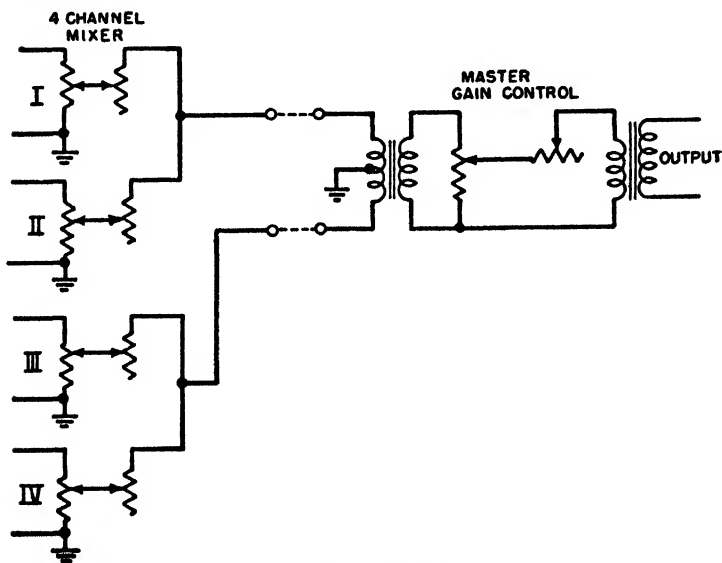 4 CHANNEL
MIXER
I
II
III
IV
MASTER
GAIN CONTROL
OUTPUT